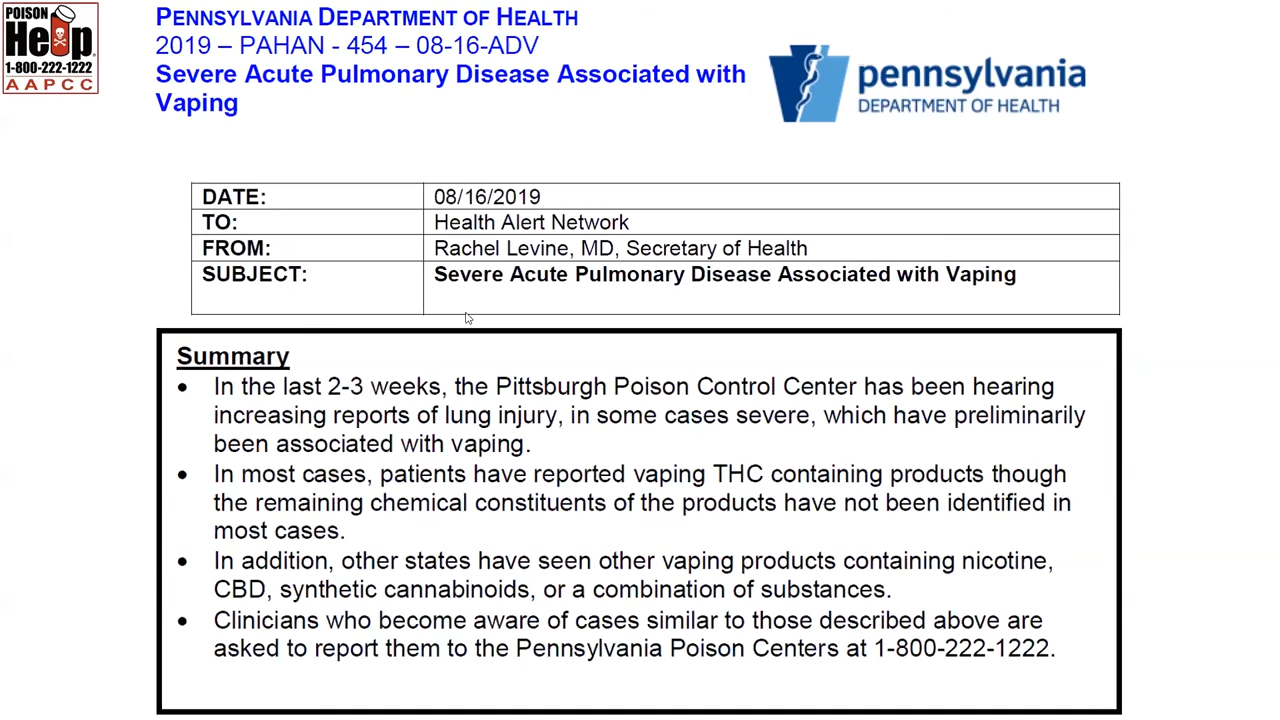 POISON
Help
1-800-222-1222
AAPCC
PENNSYLVANIA DEPARTMENT OF HEALTH
2019 – PAHAN - 454 – 08-16-ADV
Severe Acute Pulmonary Disease Associated with
Vaping
pennsylvania
DEPARTMENT OF HEALTH
DATE: 08/16/2019
TO: Health Alert Network
FROM: Rachel Levine, MD, Secretary of Health
SUBJECT: Severe Acute Pulmonary Disease Associated with Vaping
Summary
• In the last 2-3 weeks, the Pittsburgh Poison Control Center has been hearing
increasing reports of lung injury, in some cases severe, which have preliminarily
been associated with vaping.
• In most cases, patients have reported vaping THC containing products though
the remaining chemical constituents of the products have not been identified in
most cases.
• In addition, other states have seen other vaping products containing nicotine,
CBD, synthetic cannabinoids, or a combination of substances.
• Clinicians who become aware of cases similar to those described above are
asked to report them to the Pennsylvania Poison Centers at 1-800-222-1222.